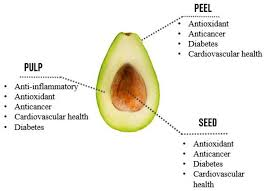 PEEL
• Antioxidant
• Anticancer
• Diabetes
• Cardiovascular health
PULP
• Anti-inflammatory
• Antioxidant
• Anticancer
• Cardiovascular health
• Diabetes
SEED
• Antioxidant
• Anticancer
• Diabetes
• Cardiovascular health